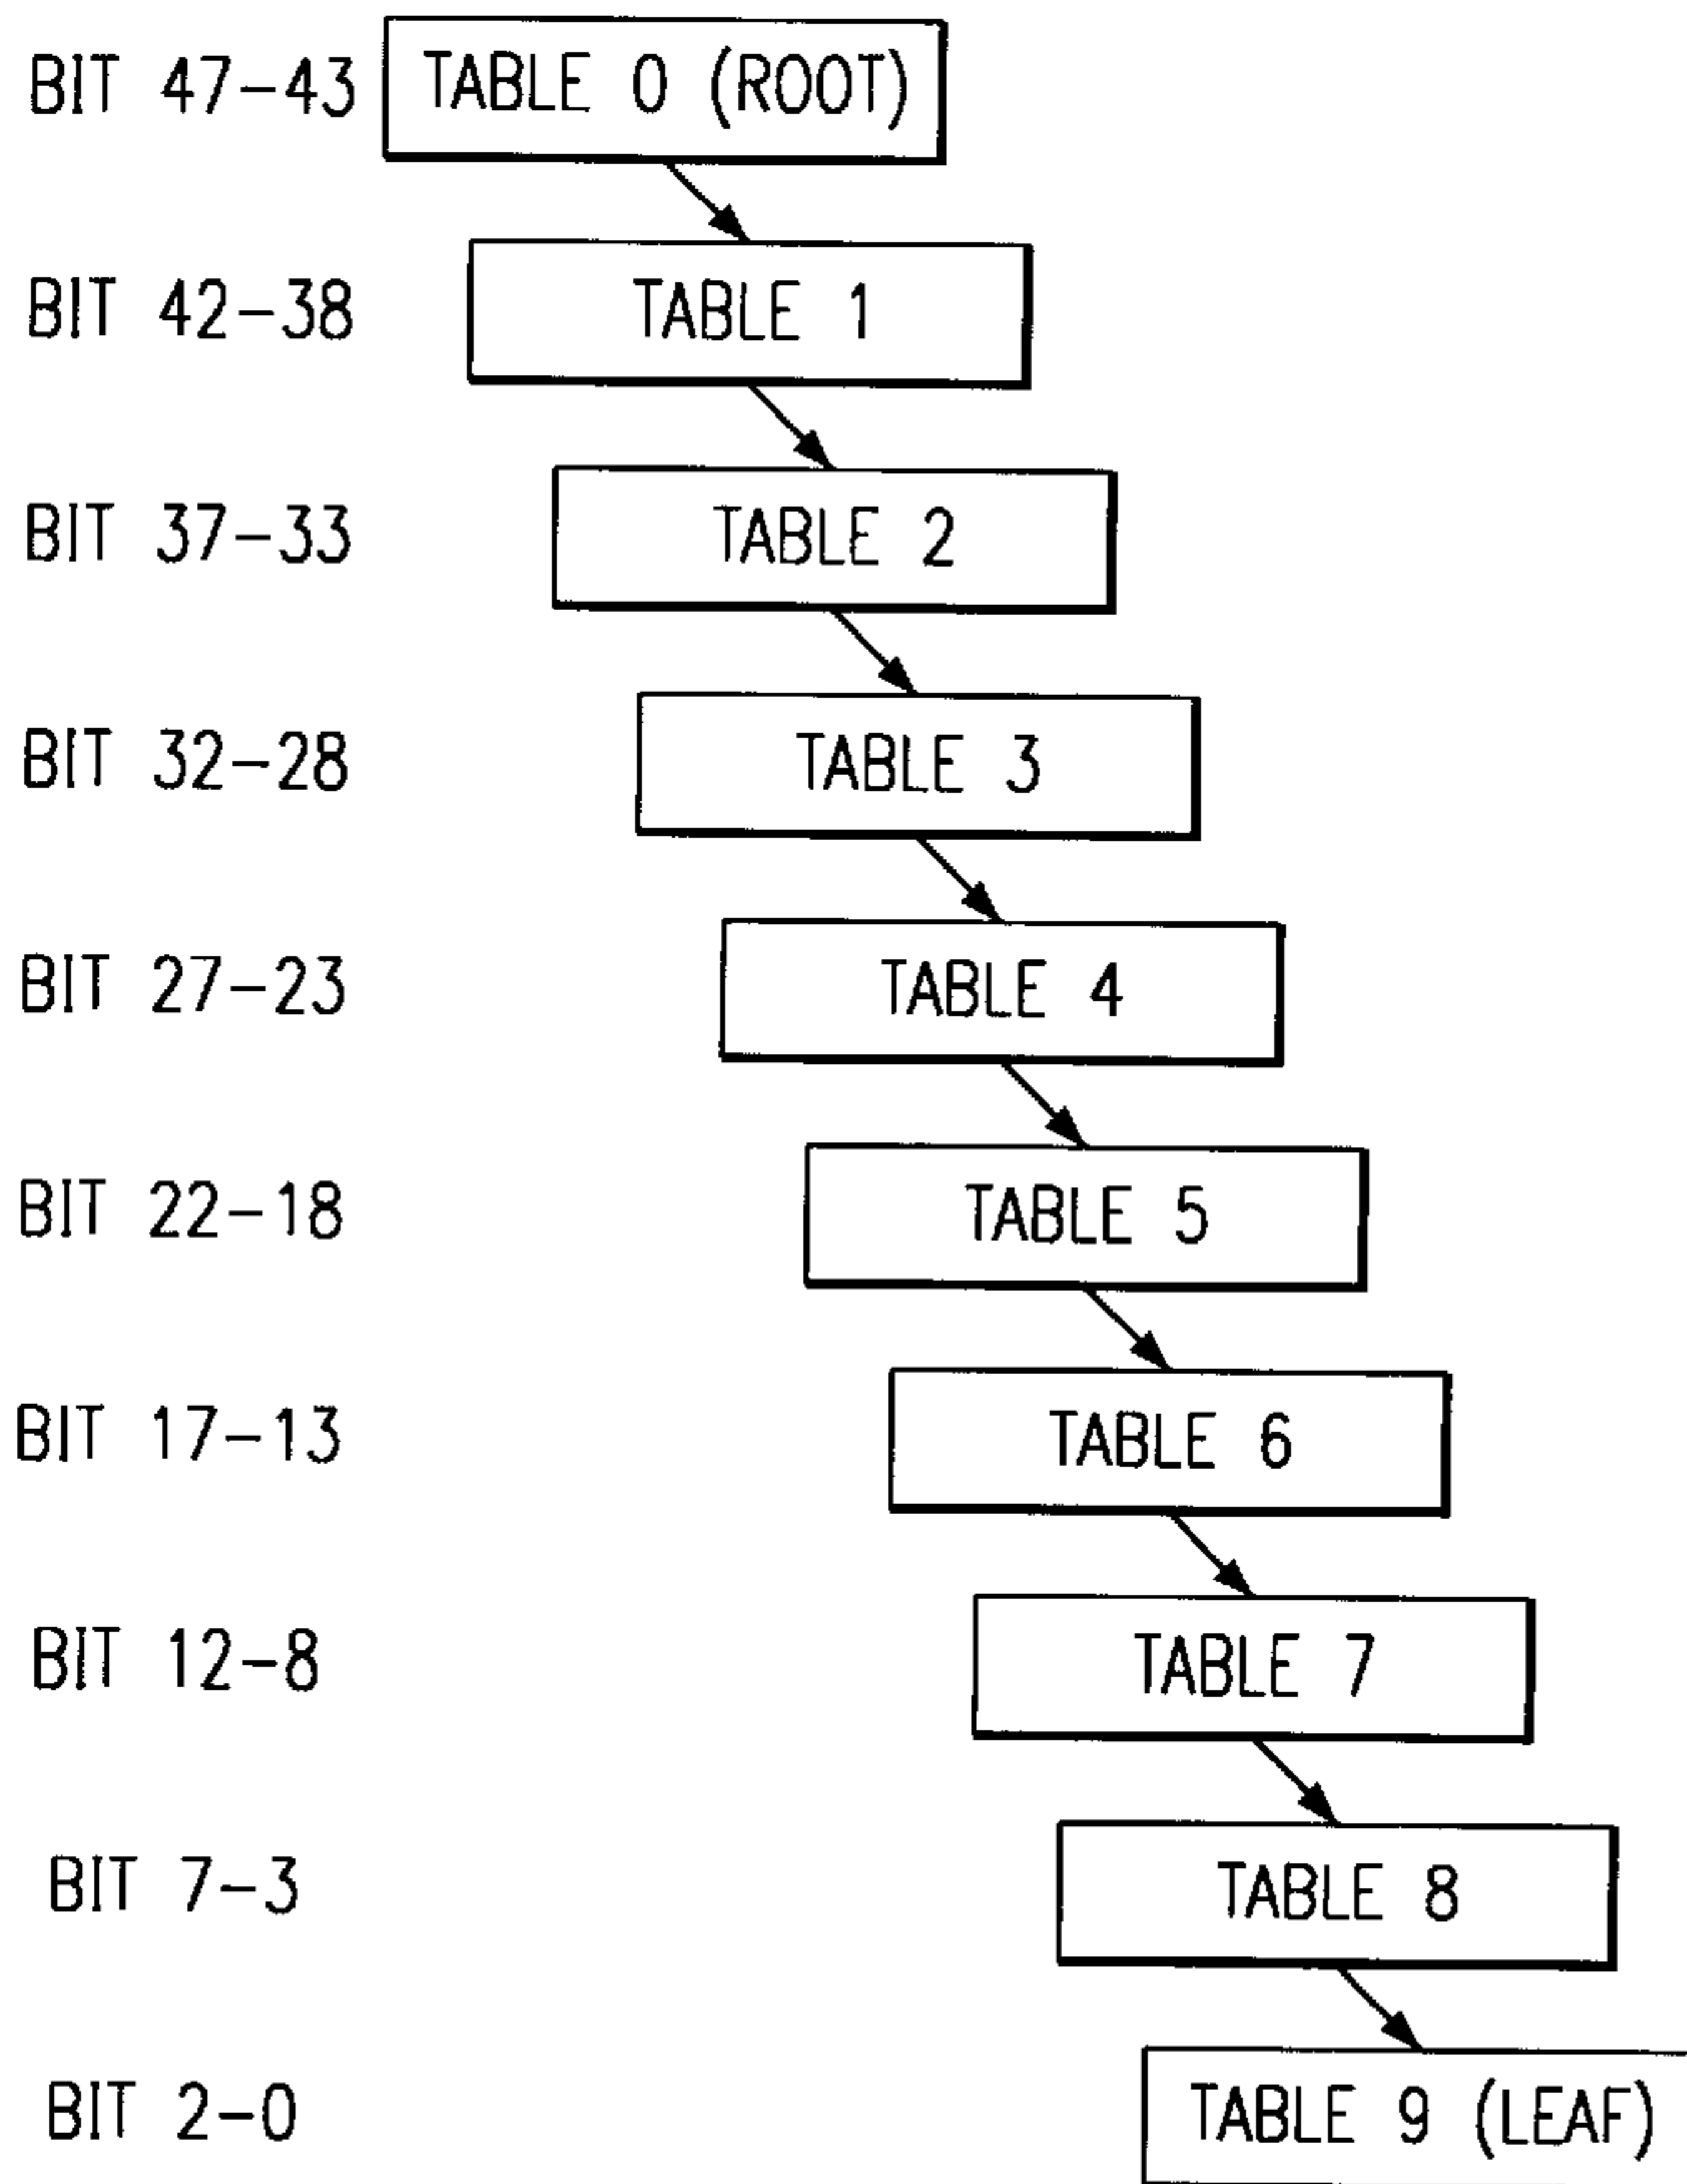 BIT 47-43 TABLE 0 (ROOT)
BIT 42-38 TABLE 1
BIT 37-33 TABLE 2
BIT 32-28 TABLE 3
BIT 27-23 TABLE 4
BIT 22-18 TABLE 5
BIT 17-13 TABLE 6
BIT 12-8 TABLE 7
BIT 7-3 TABLE 8
BIT 2-0 TABLE 9 (LEAF)